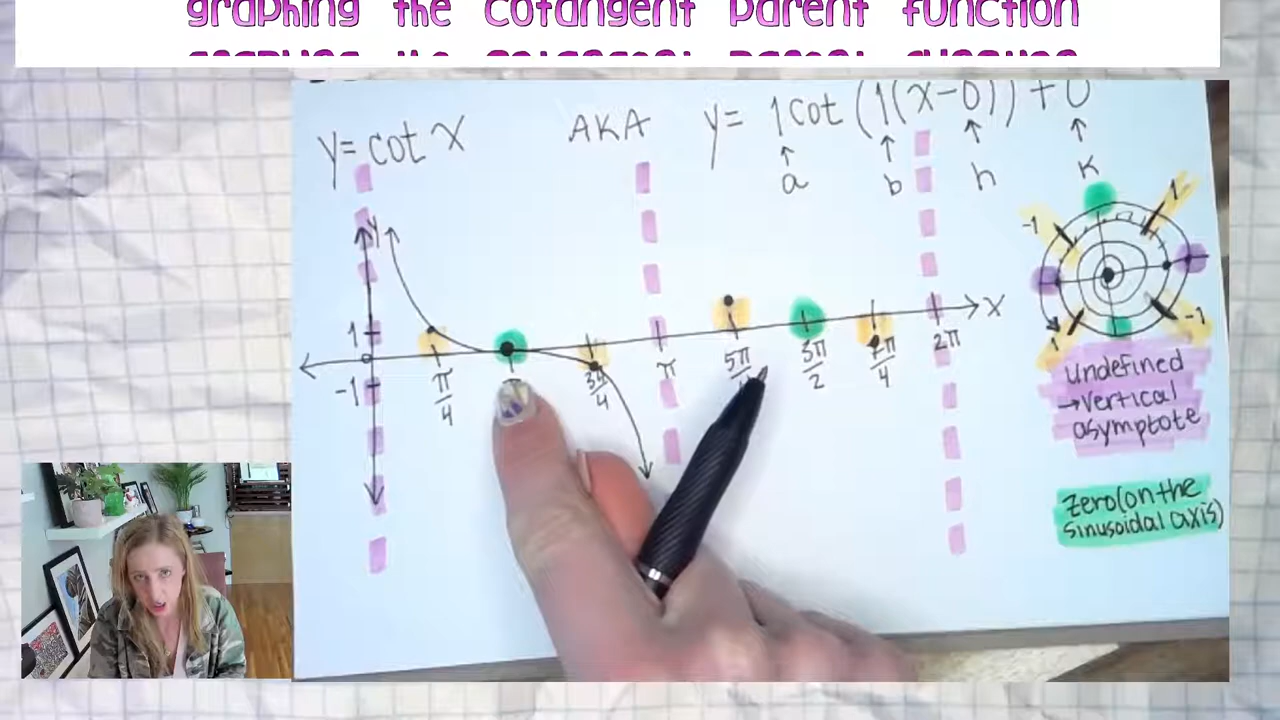 graphing the cotangent parent function
y = cot x AKA y = 1 cot (1(x-0)) + 0
a b h k
y
1
-1
x
π/4 3π/4 π 5π/4 3π/2 7π/4 2π
-1 1
1 -1
undefined
→vertical
asymptote
zero (on the
sinusoidal axis)